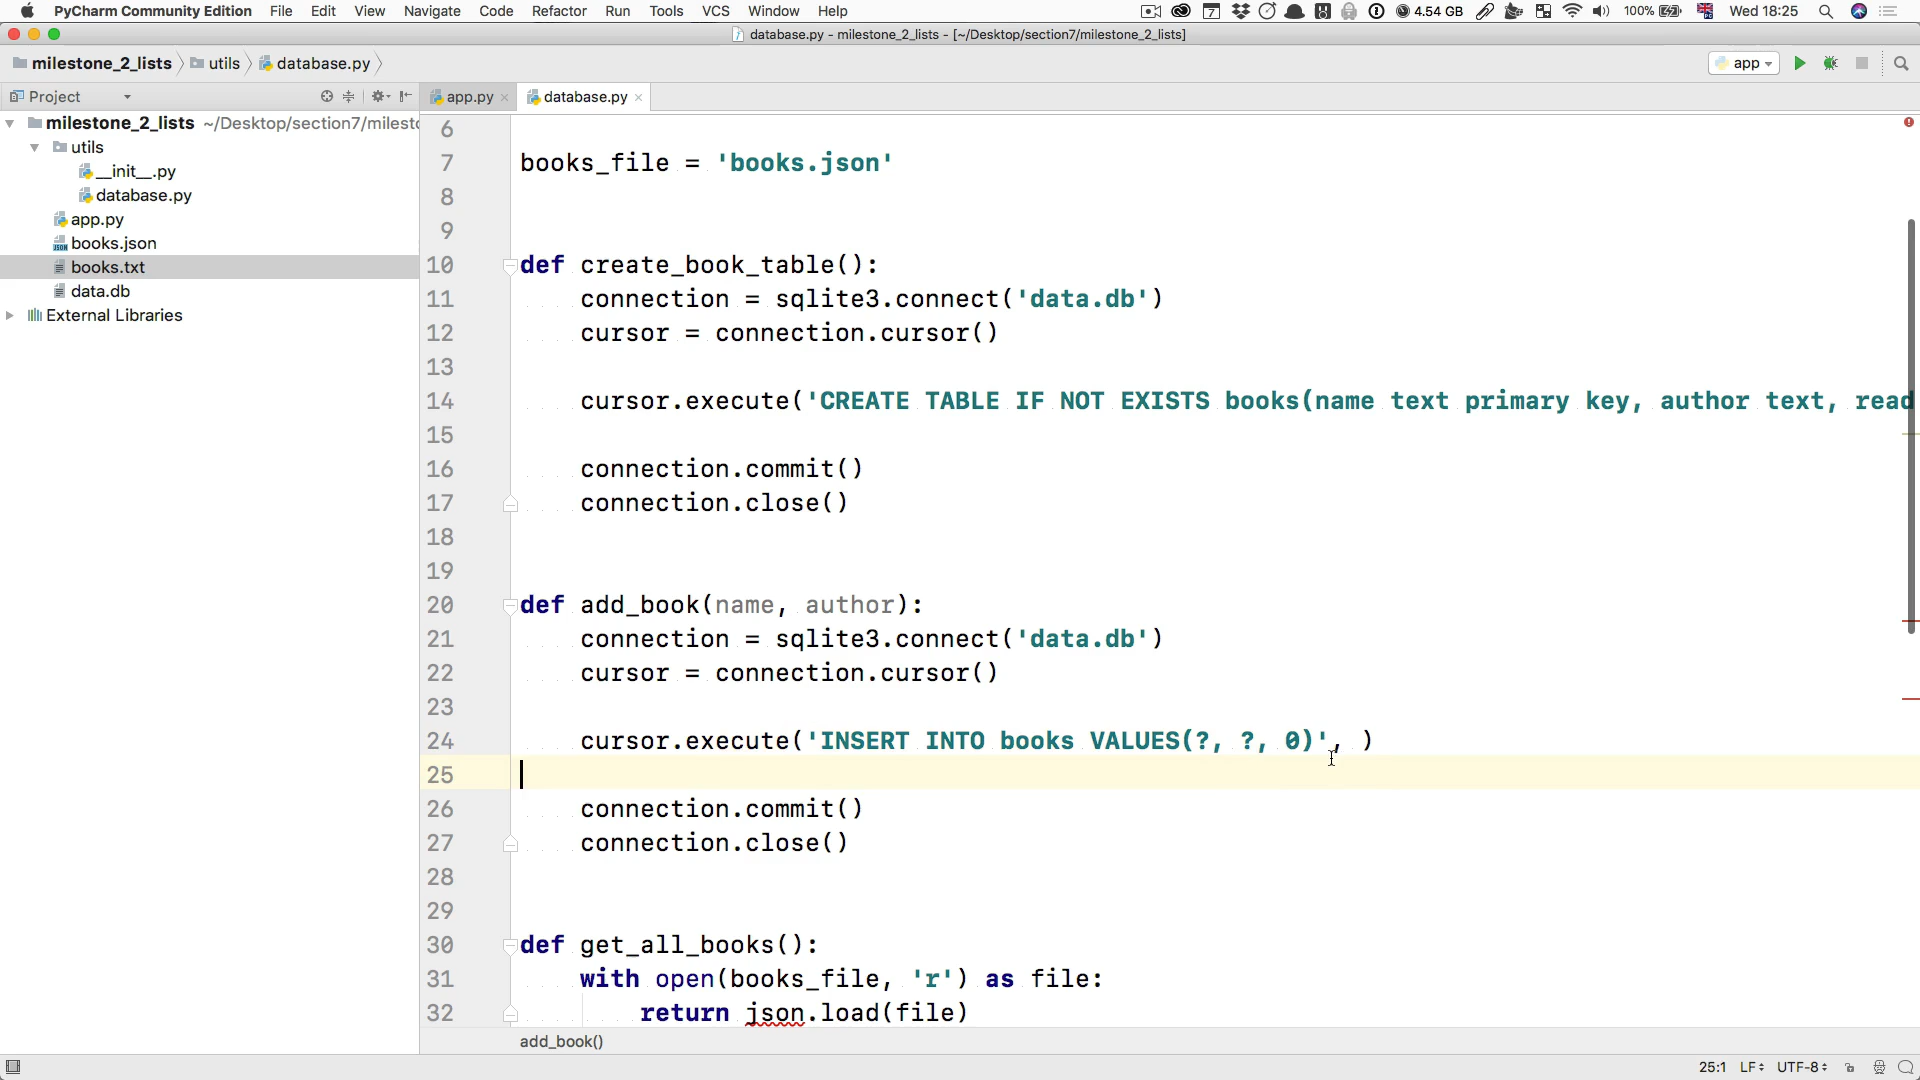 PyCharm Community Edition File Edit View Navigate Code Refactor Run Tools VCS Window Help 7 4.54 GB 100% Wed 18:25
database.py - milestone_2_lists - [~/Desktop/section7/milestone_2_lists]
milestone_2_lists utils database.py app
Project app.py database.py
milestone_2_lists ~/Desktop/section7/milest
utils
__init__.py
database.py
app.py
books.json
books.txt
data.db
External Libraries
6
7 books_file = 'books.json'
8
9
10 def create_book_table():
11 connection = sqlite3.connect('data.db')
12 cursor = connection.cursor()
13
14 cursor.execute('CREATE TABLE IF NOT EXISTS books(name text primary key, author text, read
15
16 connection.commit()
17 connection.close()
18
19
20 def add_book(name, author):
21 connection = sqlite3.connect('data.db')
22 cursor = connection.cursor()
23
24 cursor.execute('INSERT INTO books VALUES(?, ?, 0)', )
25
26 connection.commit()
27 connection.close()
28
29
30 def get_all_books():
31 with open(books_file, 'r') as file:
32 return json.load(file)
add_book()
25:1 LF UTF-8